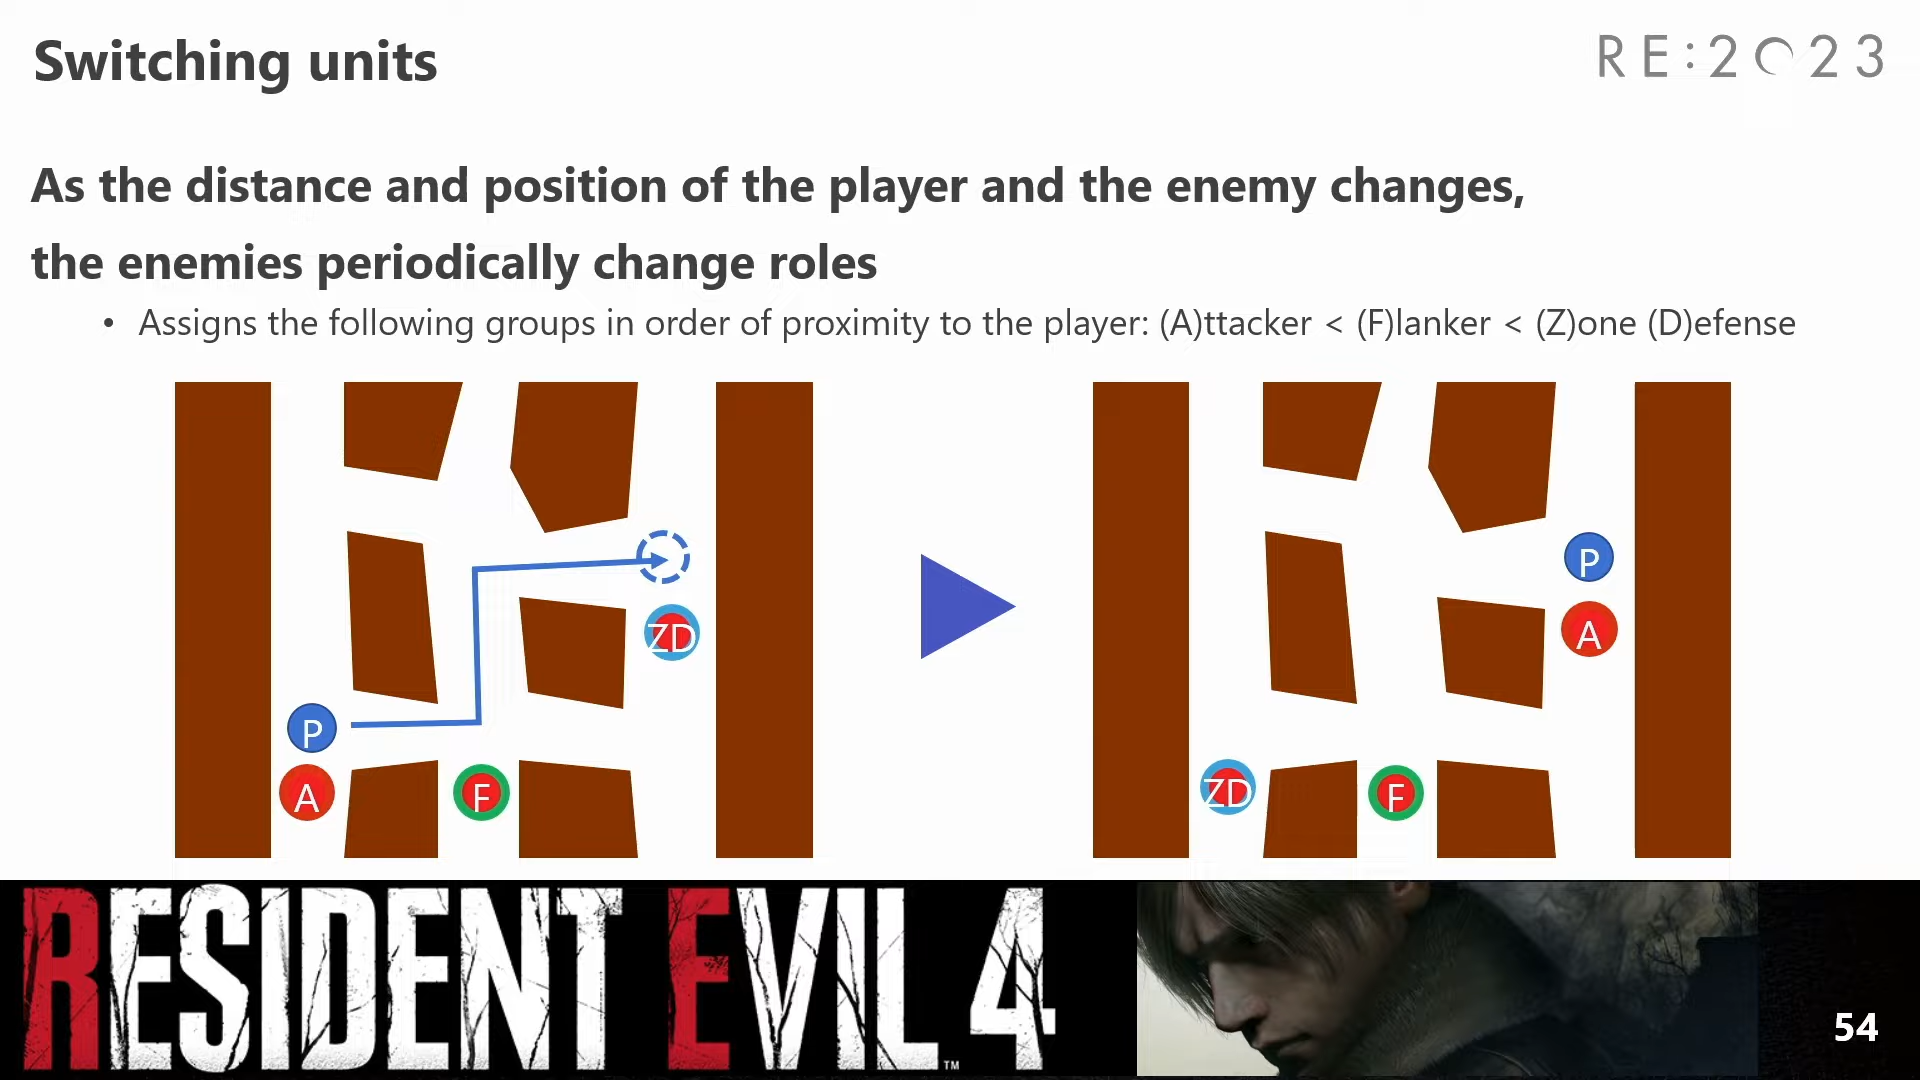 Switching units
RE:2023
As the distance and position of the player and the enemy changes,
the enemies periodically change roles
• Assigns the following groups in order of proximity to the player: (A)ttacker < (F)lanker < (Z)one (D)efense
P
ZD
P
A
A
F
ZD
F
RESIDENT EVIL 4™
54